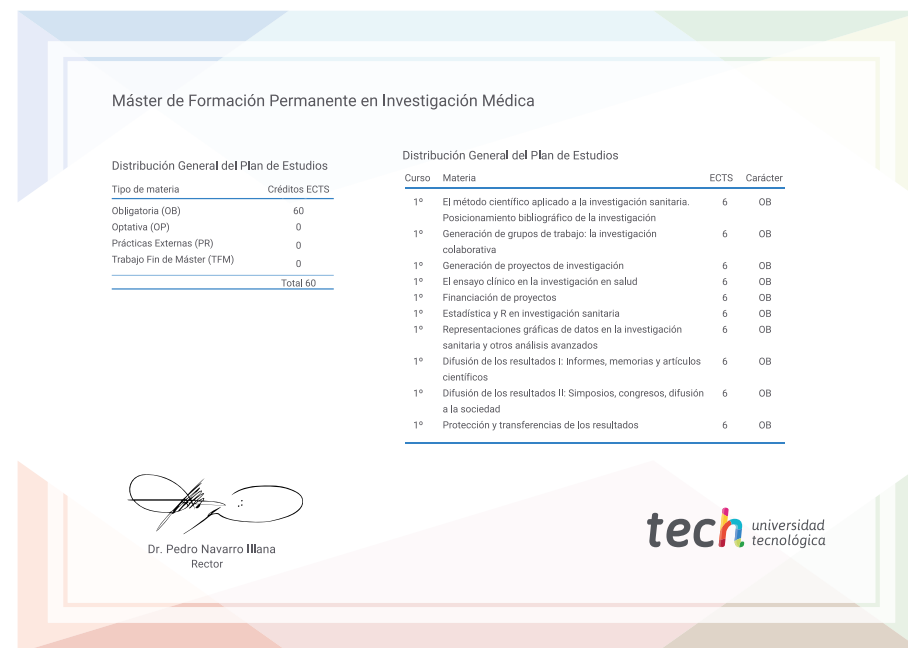 Máster de Formación Permanente en Investigación Médica
Distribución General del Plan de Estudios
Tipo de materia Créditos ECTS
Obligatoria (OB) 60
Optativa (OP) 0
Prácticas Externas (PR) 0
Trabajo Fin de Máster (TFM) 0
Total 60
Distribución General del Plan de Estudios
Curso Materia ECTS Carácter
1º El método científico aplicado a la investigación sanitaria. 6 OB
Posicionamiento bibliográfico de la investigación
1º Generación de grupos de trabajo: la investigación 6 OB
colaborativa
1º Generación de proyectos de investigación 6 OB
1º El ensayo clínico en la investigación en salud 6 OB
1º Financiación de proyectos 6 OB
1º Estadística y R en investigación sanitaria 6 OB
1º Representaciones gráficas de datos en la investigación 6 OB
sanitaria y otros análisis avanzados
1º Difusión de los resultados I: Informes, memorias y artículos 6 OB
científicos
1º Difusión de los resultados II: Simposios, congresos, difusión 6 OB
a la sociedad
1º Protección y transferencias de los resultados 6 OB
Dr. Pedro Navarro Illana
Rector
tech universidad
tecnológica